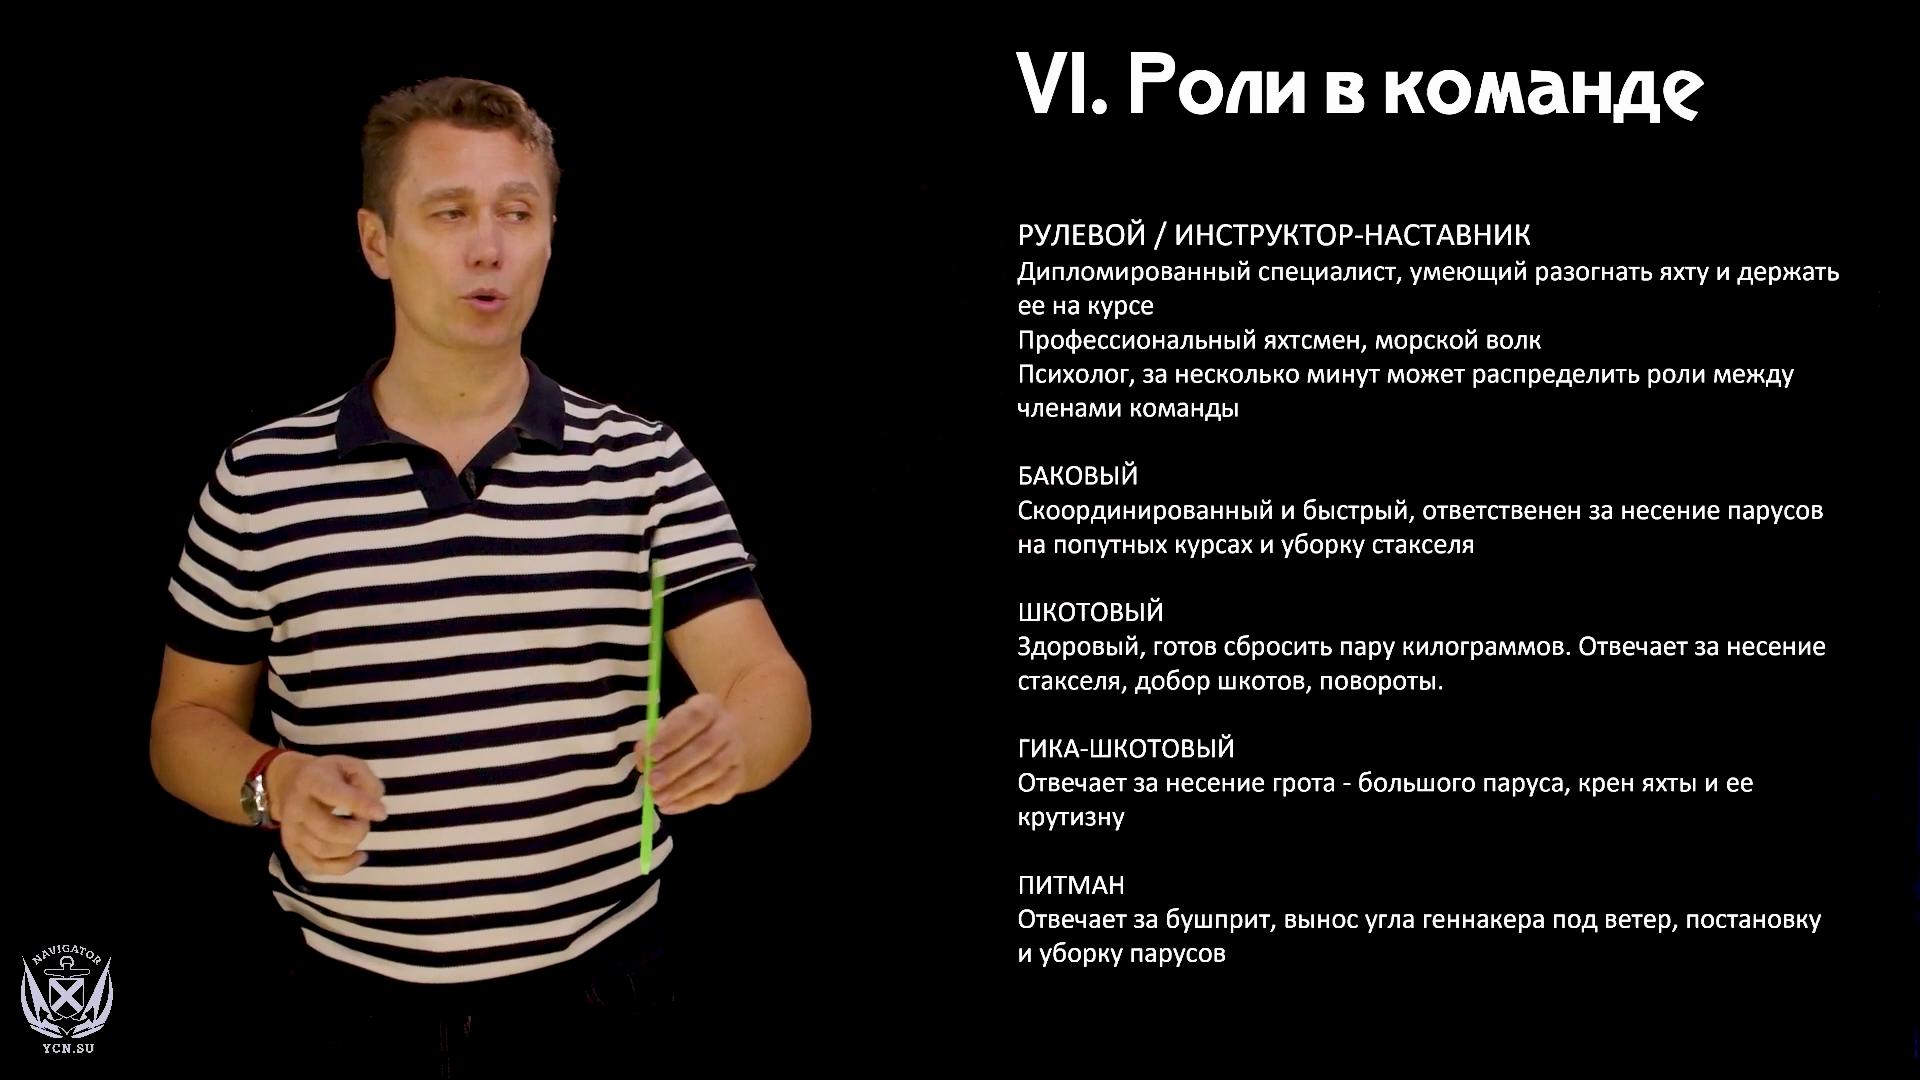 VI. Роли в команде
РУЛЕВОЙ / ИНСТРУКТОР-НАСТАВНИК
Дипломированный специалист, умеющий разогнать яхту и держать
ее на курсе
Профессиональный яхтсмен, морской волк
Психолог, за несколько минут может распределить роли между
членами команды
БАКОВЫЙ
Скоординированный и быстрый, ответственен за несение парусов
на попутных курсах и уборку стакселя
ШКОТОВЫЙ
Здоровый, готов сбросить пару килограммов. Отвечает за несение
стакселя, добор шкотов, повороты.
ГИКА-ШКОТОВЫЙ
Отвечает за несение грота - большого паруса, крен яхты и ее
крутизну
ПИТМАН
Отвечает за бушприт, вынос угла геннакера под ветер, постановку
и уборку парусов
NAVIGATOR
YCN.SU